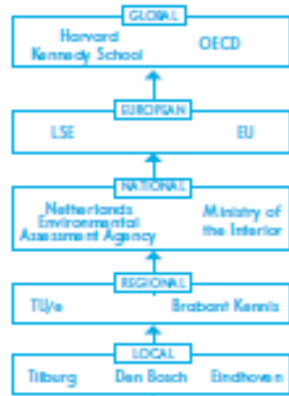 GLOBAL
Harvard OECD
Kennedy School
EUROPEAN
LSE EU
NATIONAL
Netherlands Ministry of
Environmental the Interior
Assessment Agency
REGIONAL
TU/e Brabant Kennis
LOCAL
Tilburg Den Bosch Eindhoven